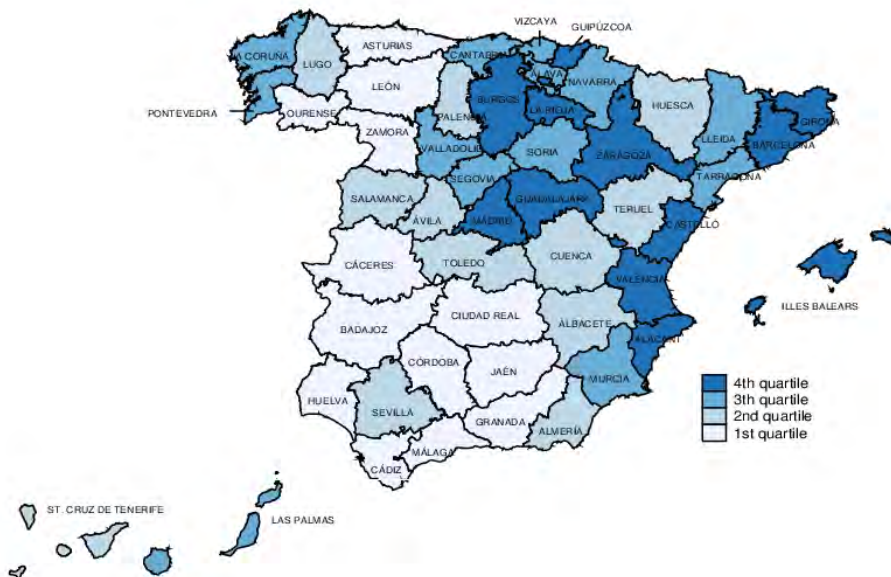 VIZCAYA
GUIPÚZCOA
ASTURIAS
A CORUÑA
CANTABRIA
LUGO
ÁLAVA
NAVARRA
LEÓN
HUESCA
BURGOS
LA RIOJA
PONTEVEDRA
OURENSE
PALENCIA
GIRONA
LLEIDA
BARCELONA
ZAMORA
VALLADOLID
SORIA
ZARAGOZA
TARRAGONA
SEGOVIA
SALAMANCA
GUADALAJARA
TERUEL
ÁVILA
MADRID
CASTELLÓ
CUENCA
TOLEDO
CÁCERES
VALENCIA
ILLES BALEARS
CIUDAD REAL
BADAJOZ
ALBACETE
ALACANT
CÓRDOBA
JAÉN
MURCIA
4th quartile
HUELVA
3th quartile
SEVILLA
2nd quartile
GRANADA
ALMERÍA
1st quartile
MÁLAGA
CÁDIZ
ST. CRUZ DE TENERIFE
LAS PALMAS